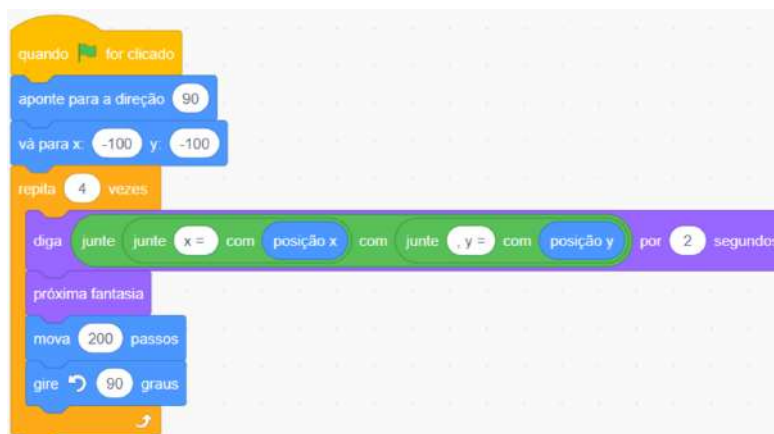 quando for clicado
aponte para a direção 90
vá para x: -100 y: -100
repita 4 vezes
diga junte junte x = com posição x com junte , y = com posição y por 2 segundos
próxima fantasia
mova 200 passos
gire 90 graus